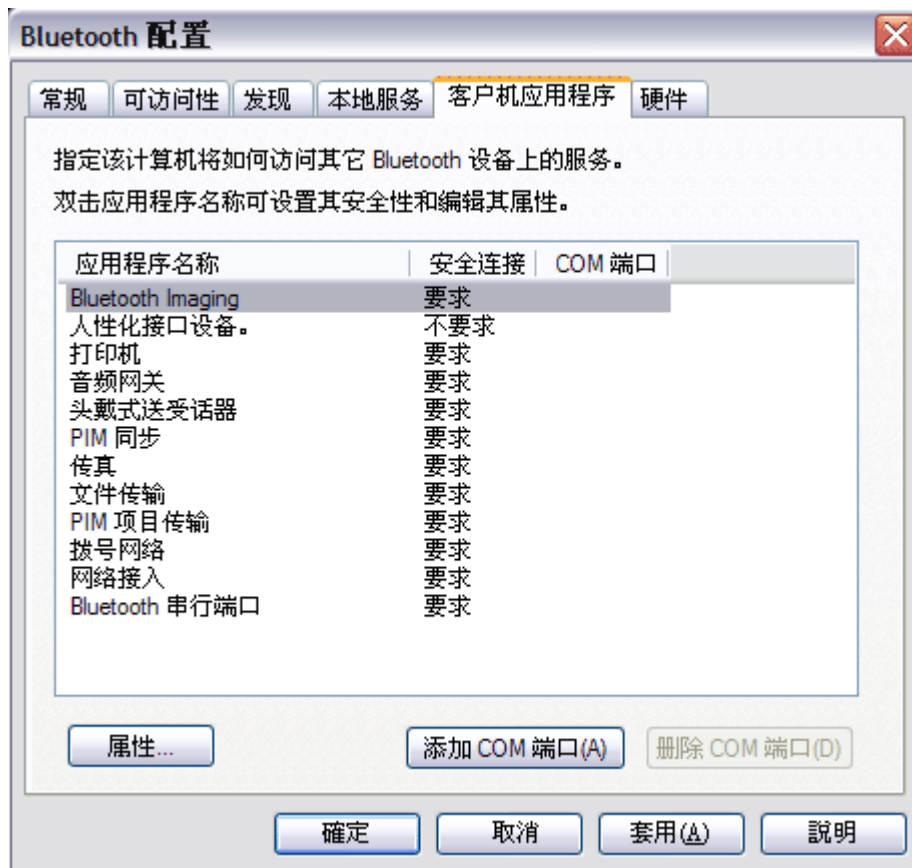 Bluetooth 配置
常规 可访问性 发现 本地服务 客户机应用程序 硬件
指定该计算机将如何访问其它 Bluetooth 设备上的服务。
双击应用程序名称可设置其安全性和编辑其属性。
应用程序名称 安全连接 COM 端口
Bluetooth Imaging 要求
人性化接口设备。 不要求
打印机 要求
音频网关 要求
头戴式送受话器 要求
PIM 同步 要求
传真 要求
文件传输 要求
PIM 项目传输 要求
拨号网络 要求
网络接入 要求
Bluetooth 串行端口 要求
属性... 添加 COM 端口(A) 删除 COM 端口(D)
確定 取消 套用(A) 說明